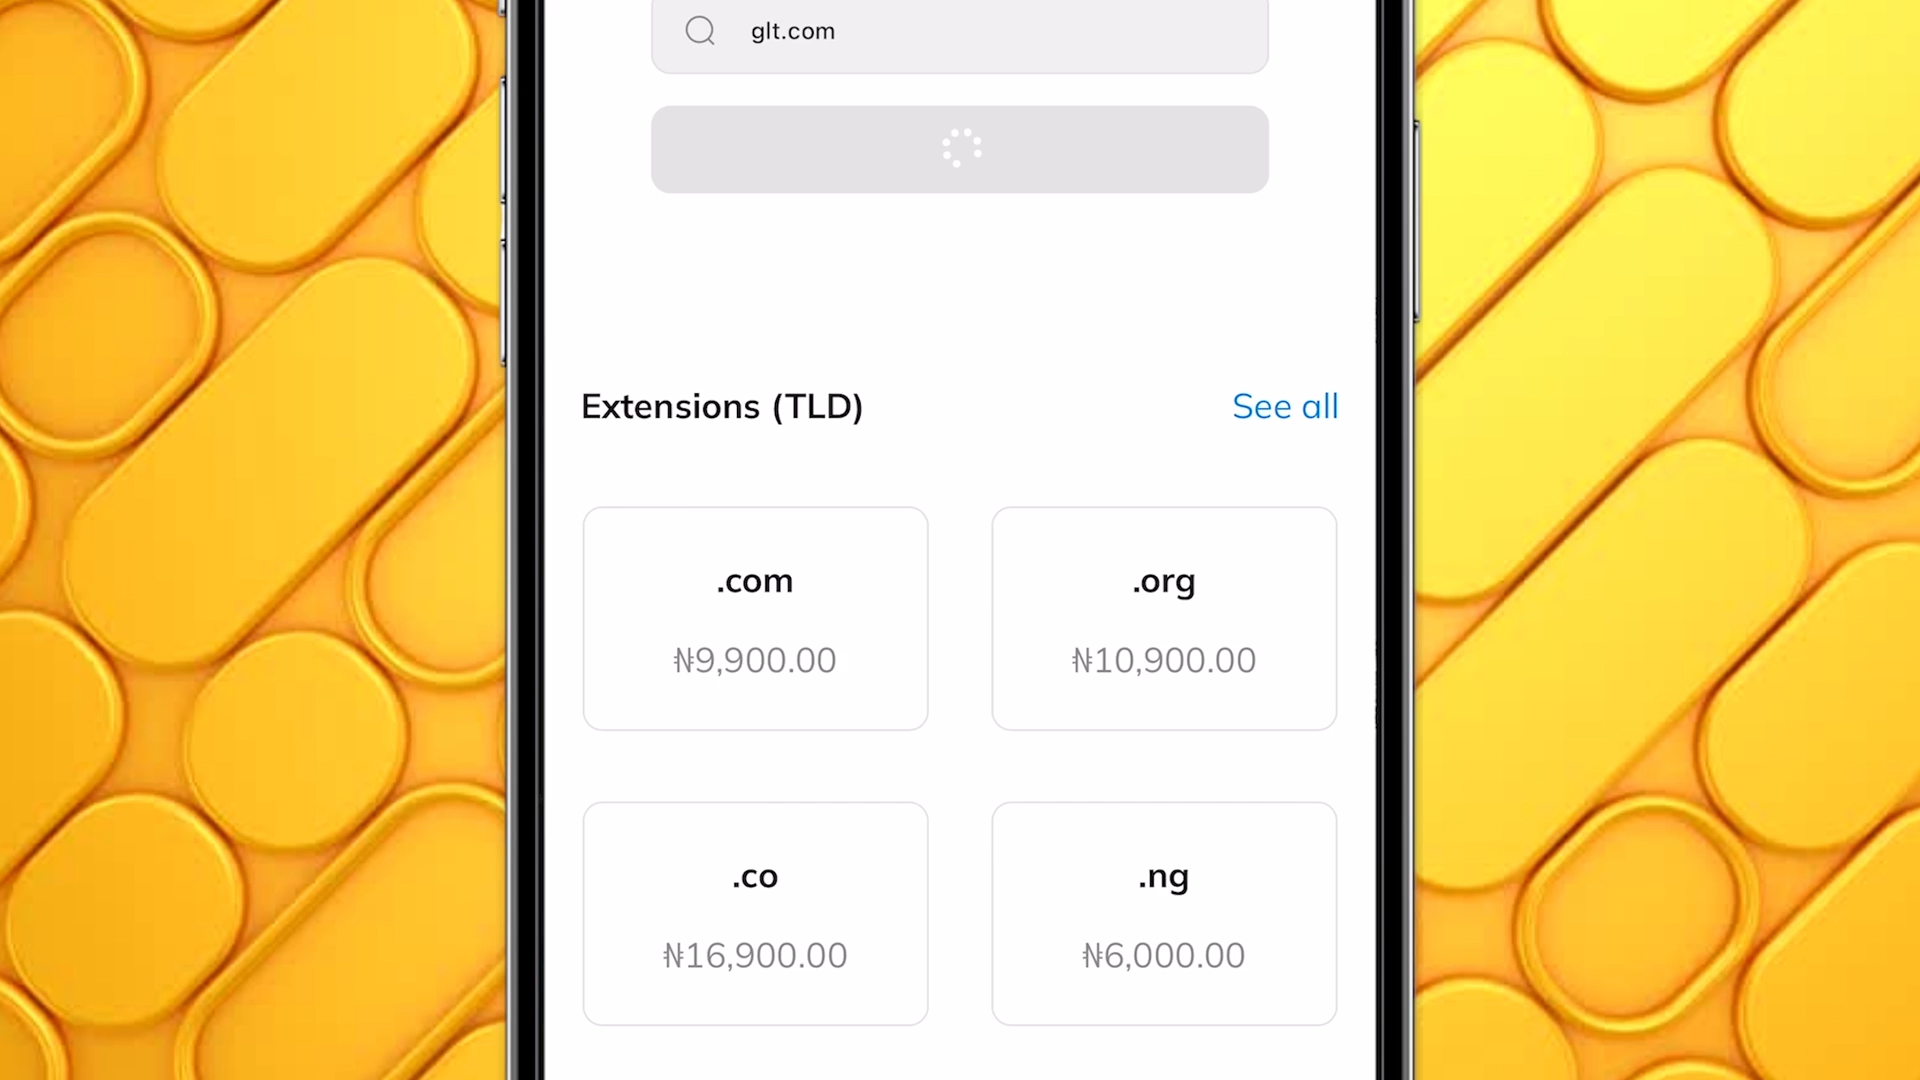 glt.com
Extensions (TLD)
See all
.com
.org
₦9,900.00
₦10,900.00
.co
.ng
₦16,900.00
₦6,000.00